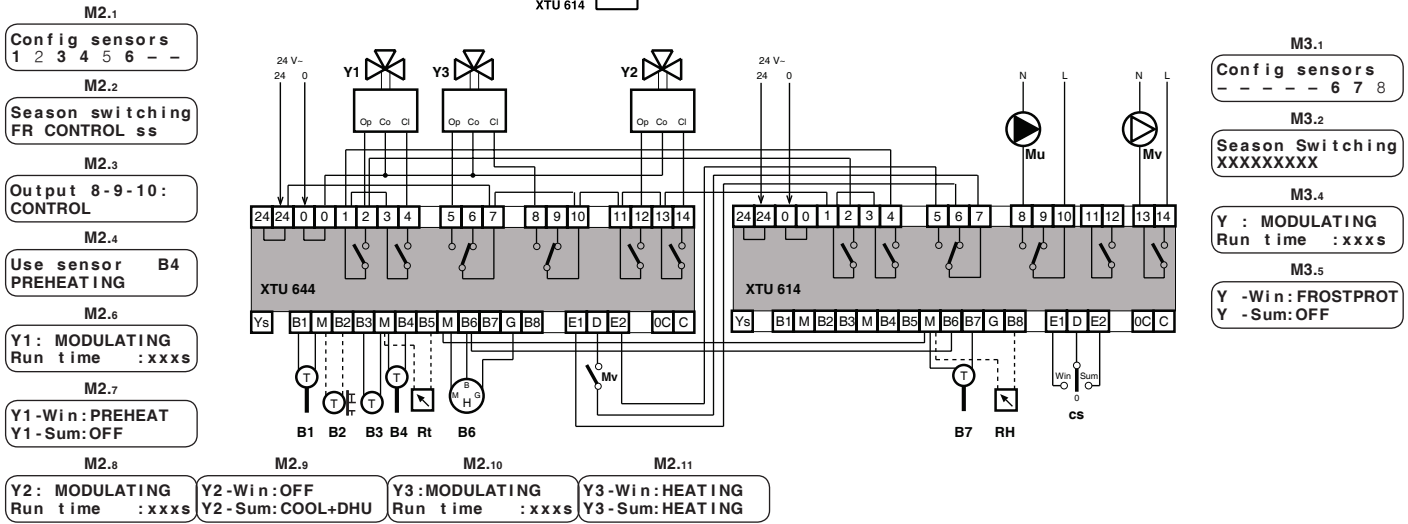 XTU 614
M2.1
Config sensors
1 2 3 4 5 6 – –
M2.2
Season switching
FR CONTROL ss
M2.3
Output 8-9-10:
CONTROL
M2.4
Use sensor B4
PREHEATING
M2.6
Y1: MODULATING
Run time :xxxs
M2.7
Y1-Win:PREHEAT
Y1-Sum:OFF
M2.8
Y2: MODULATING
Run time :xxxs
M2.9
Y2-Win:OFF
Y2-Sum:COOL+DHU
M2.10
Y3:MODULATING
Run time :xxxs
M2.11
Y3-Win:HEATING
Y3-Sum:HEATING
24 V~
24 0
Y1 Y3 Y2
Op Co Cl
Op Co Cl
Op Co Cl
24 V~
24 0
N L
Mu
N L
Mv
24 24 0 0 1 2 3 4 5 6 7 8 9 10 11 12 13 14
XTU 644
Ys B1 M B2 B3 M B4 B5 M B6 B7 G B8 E1 D E2 0C C
T T T T
M B G H
Mv
B1 B2 B3 B4 Rt B6
24 24 0 0 1 2 3 4 5 6 7 8 9 10 11 12 13 14
XTU 614
Ys B1 M B2 B3 M B4 B5 M B6 B7 G B8 E1 D E2 0C C
T
Win Sum
0
B7 RH cs
M3.1
Config sensors
– – – – – 6 7 8
M3.2
Season Switching
XXXXXXXXX
M3.4
Y : MODULATING
Run time :xxxs
M3.5
Y -Win:FROSTPROT
Y -Sum:OFF